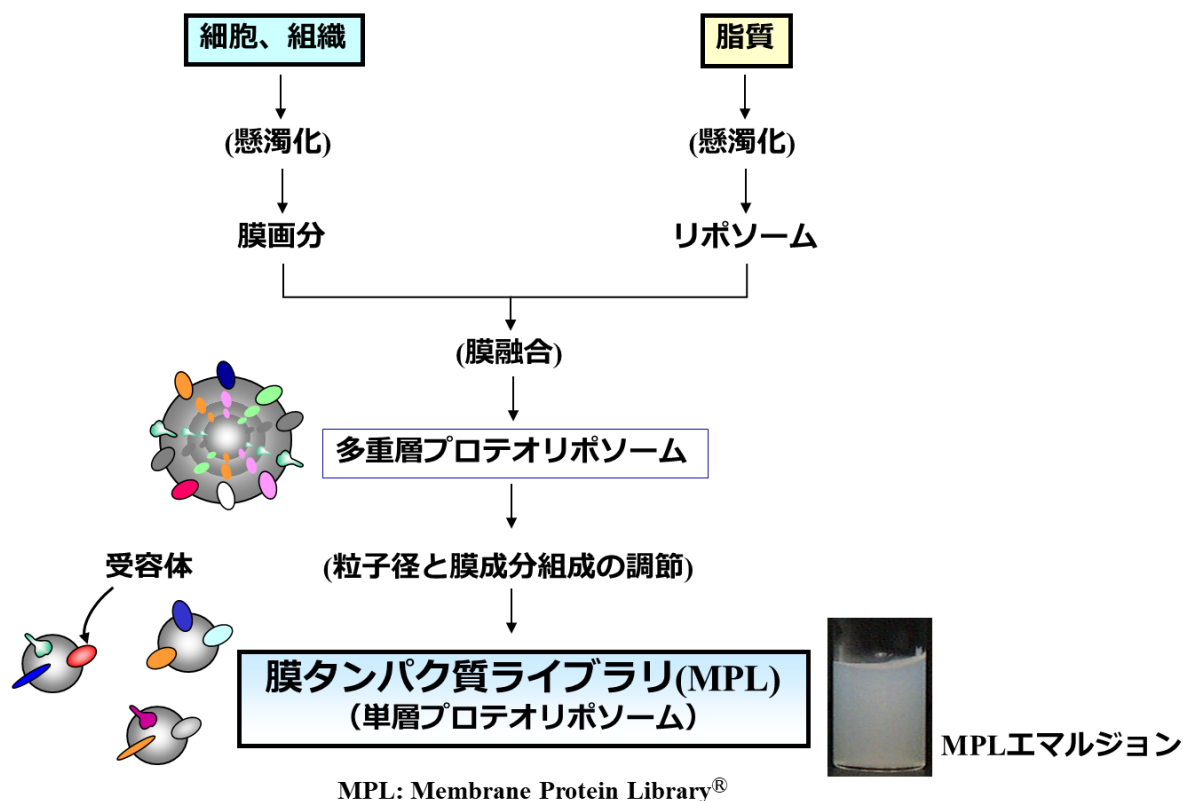 細胞、組織
脂質
(懸濁化)
(懸濁化)
膜画分
リポソーム
(膜融合)
多重層プロテオリポソーム
受容体
(粒子径と膜成分組成の調節)
膜タンパク質ライブラリ(MPL)
（単層プロテオリポソーム）
MPLエマルジョン
MPL: Membrane Protein Library®